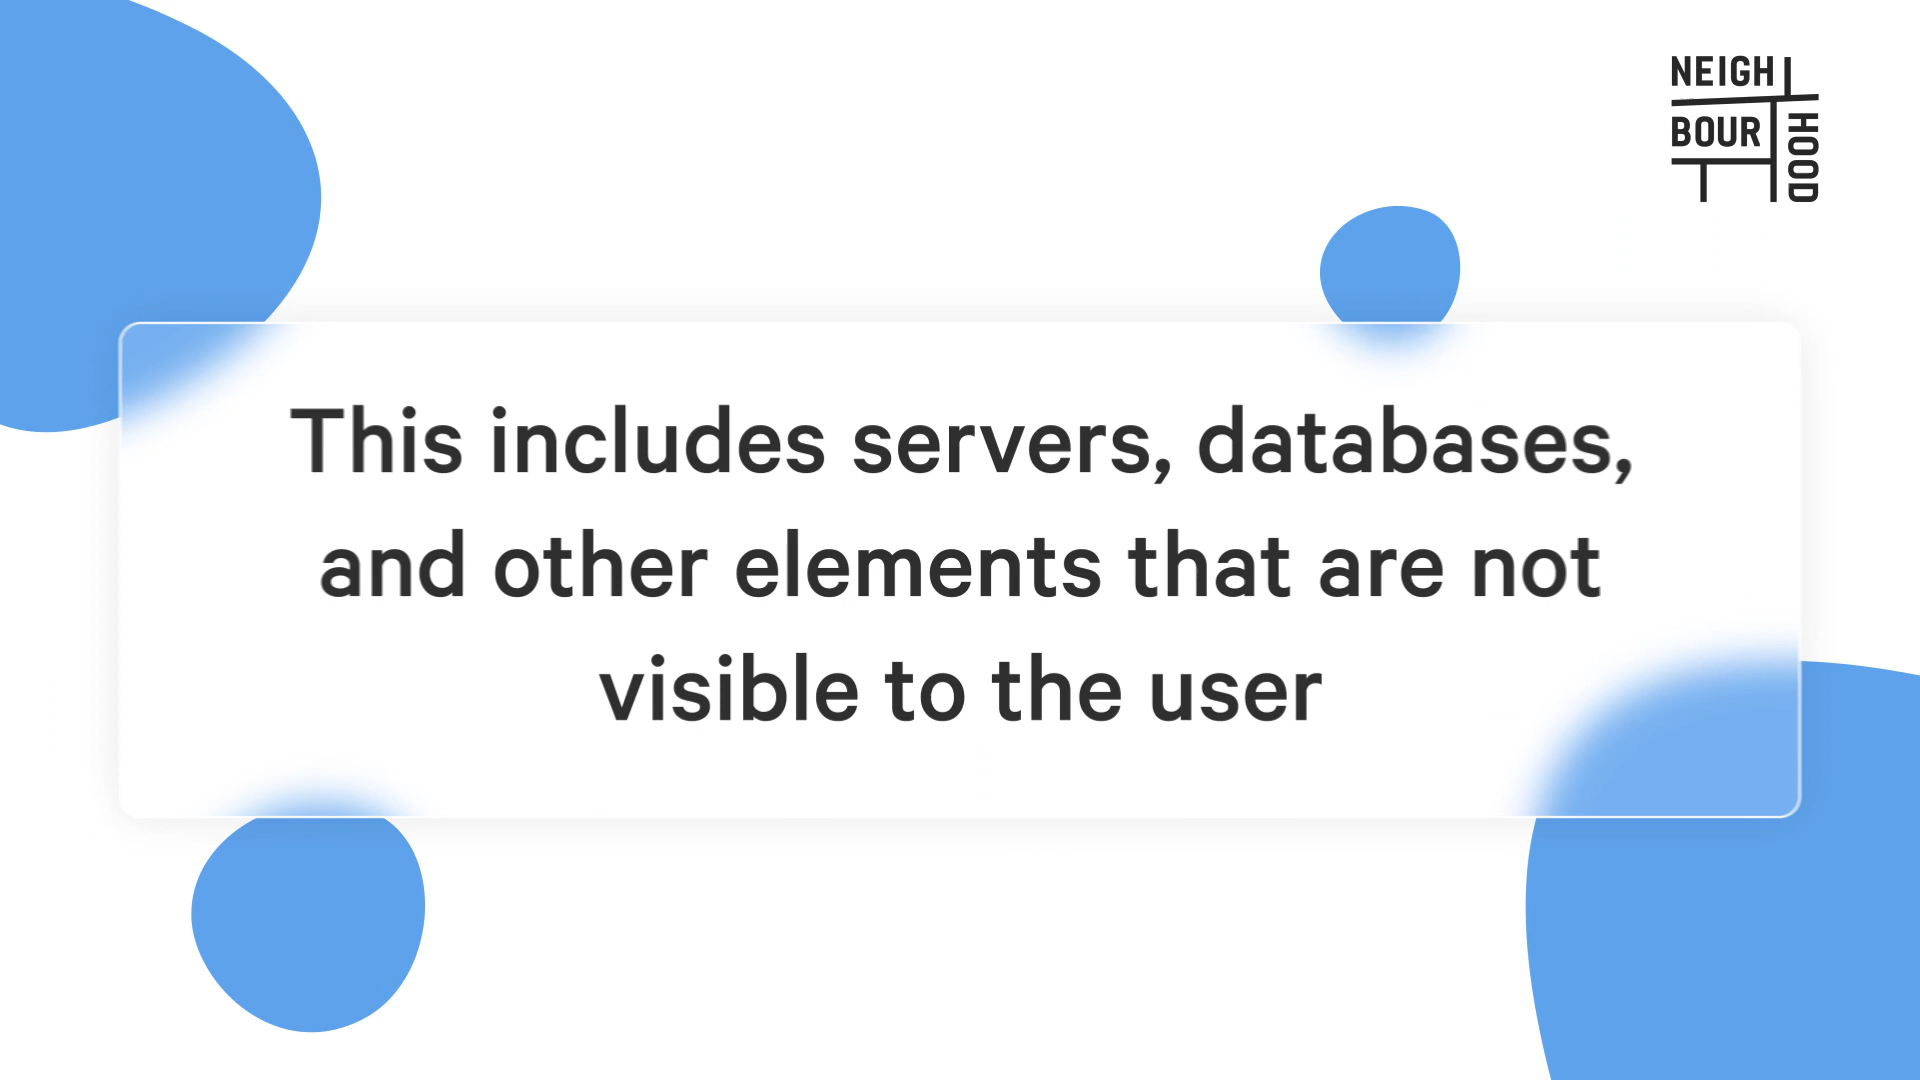 NEIGH
BOUR
HOOD
This includes servers, databases,
and other elements that are not
visible to the user